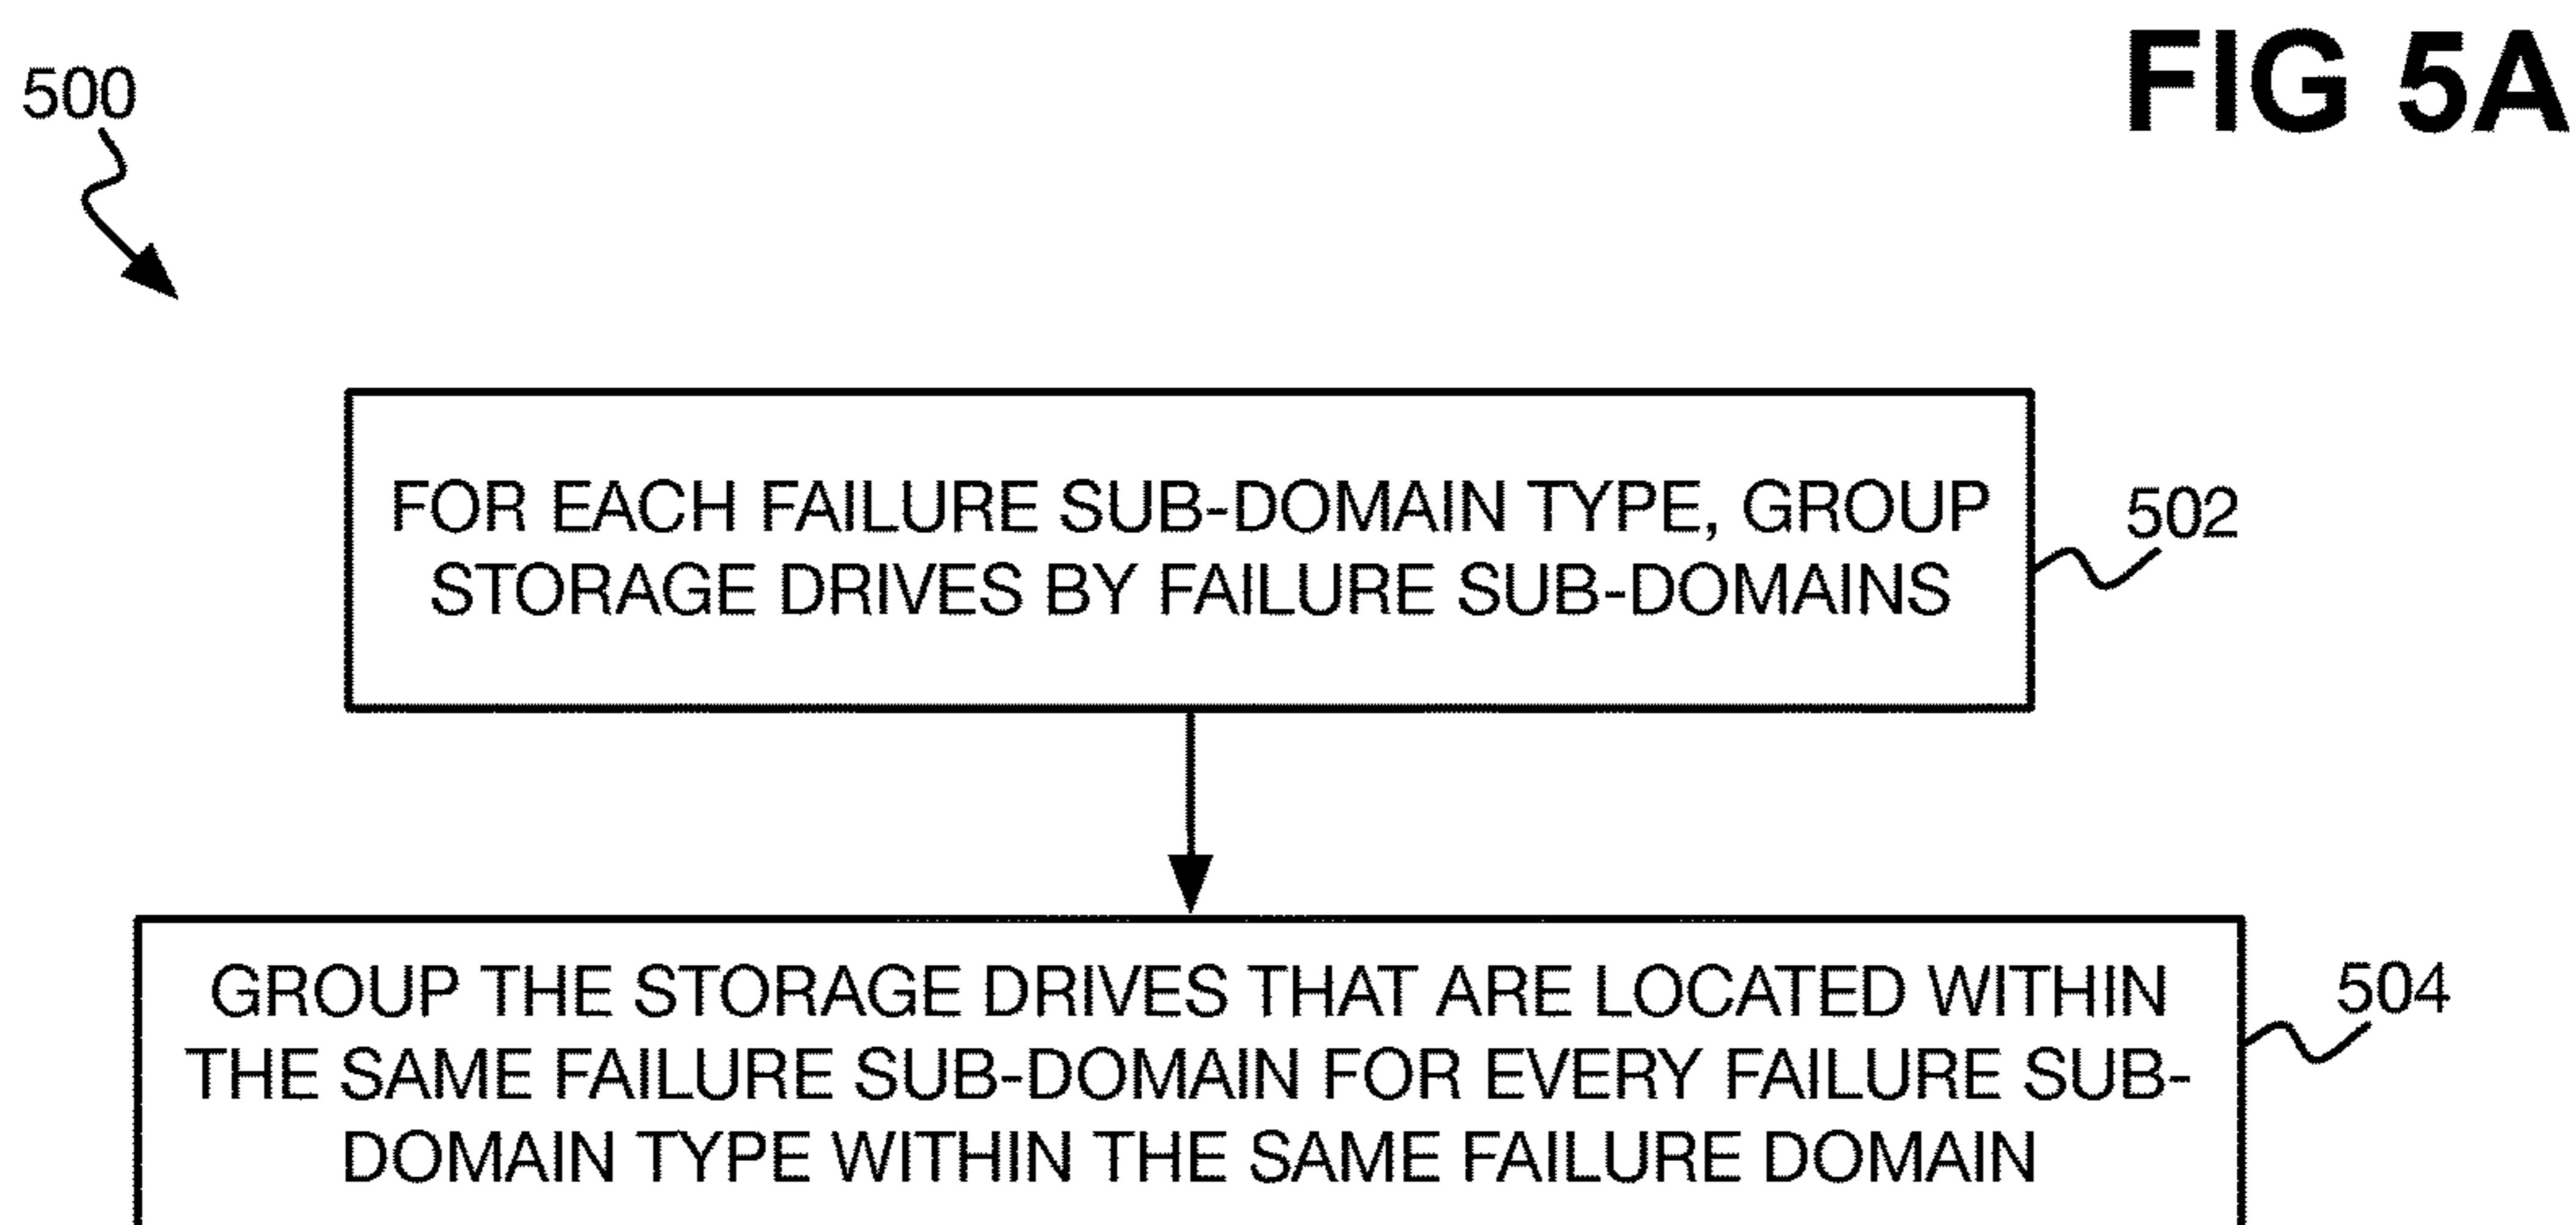 FIG 5A
500
FOR EACH FAILURE SUB-DOMAIN TYPE, GROUP
STORAGE DRIVES BY FAILURE SUB-DOMAINS
502
GROUP THE STORAGE DRIVES THAT ARE LOCATED WITHIN
THE SAME FAILURE SUB-DOMAIN FOR EVERY FAILURE SUB-
DOMAIN TYPE WITHIN THE SAME FAILURE DOMAIN
504